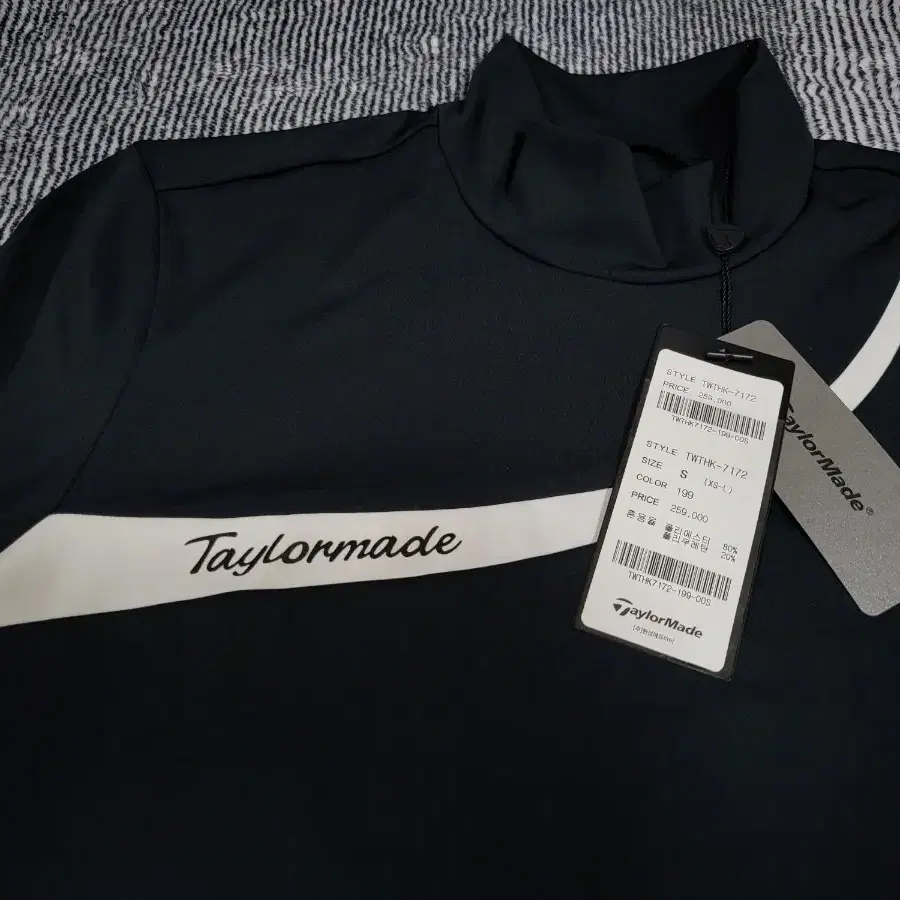 Taylormade
STYLE TWTHK-7172
PRICE 259,000
TWTHK7172-199-00S
STYLE TWTHK-7172
SIZE S (XS-L)
COLOR 199
PRICE 259,000
혼용율 폴리에스터 80%
폴리우레탄 20%
TWTHK7172-199-00S
TaylorMade
TaylorMade®